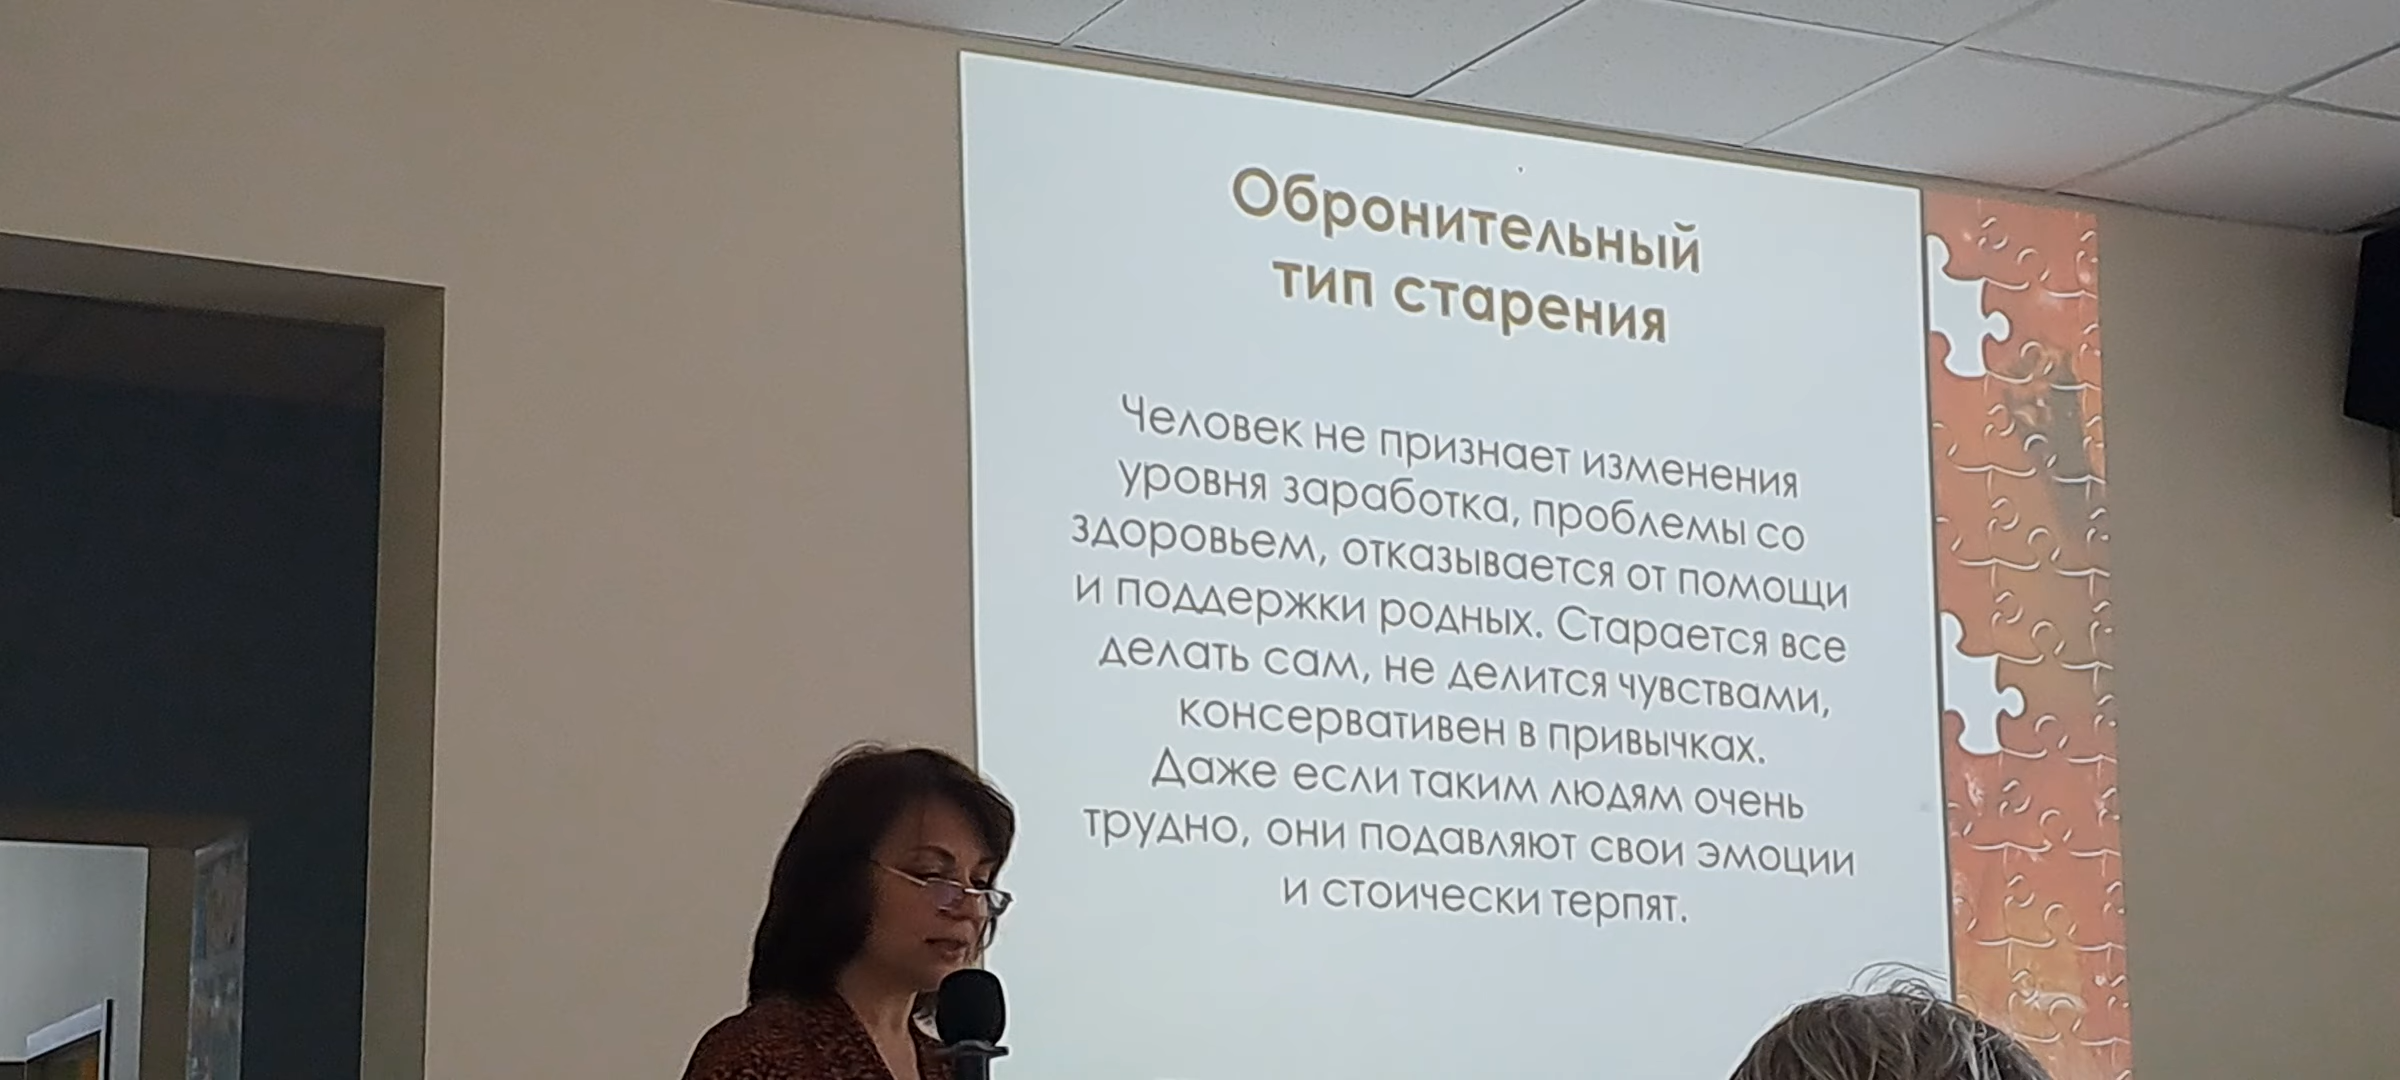 Обронительный
тип старения
Человек не признает изменения
уровня заработка, проблемы со
здоровьем, отказывается от помощи
и поддержки родных. Старается все
делать сам, не делится чувствами,
консервативен в привычках.
Даже если таким людям очень
трудно, они подавляют свои эмоции
и стоически терпят.